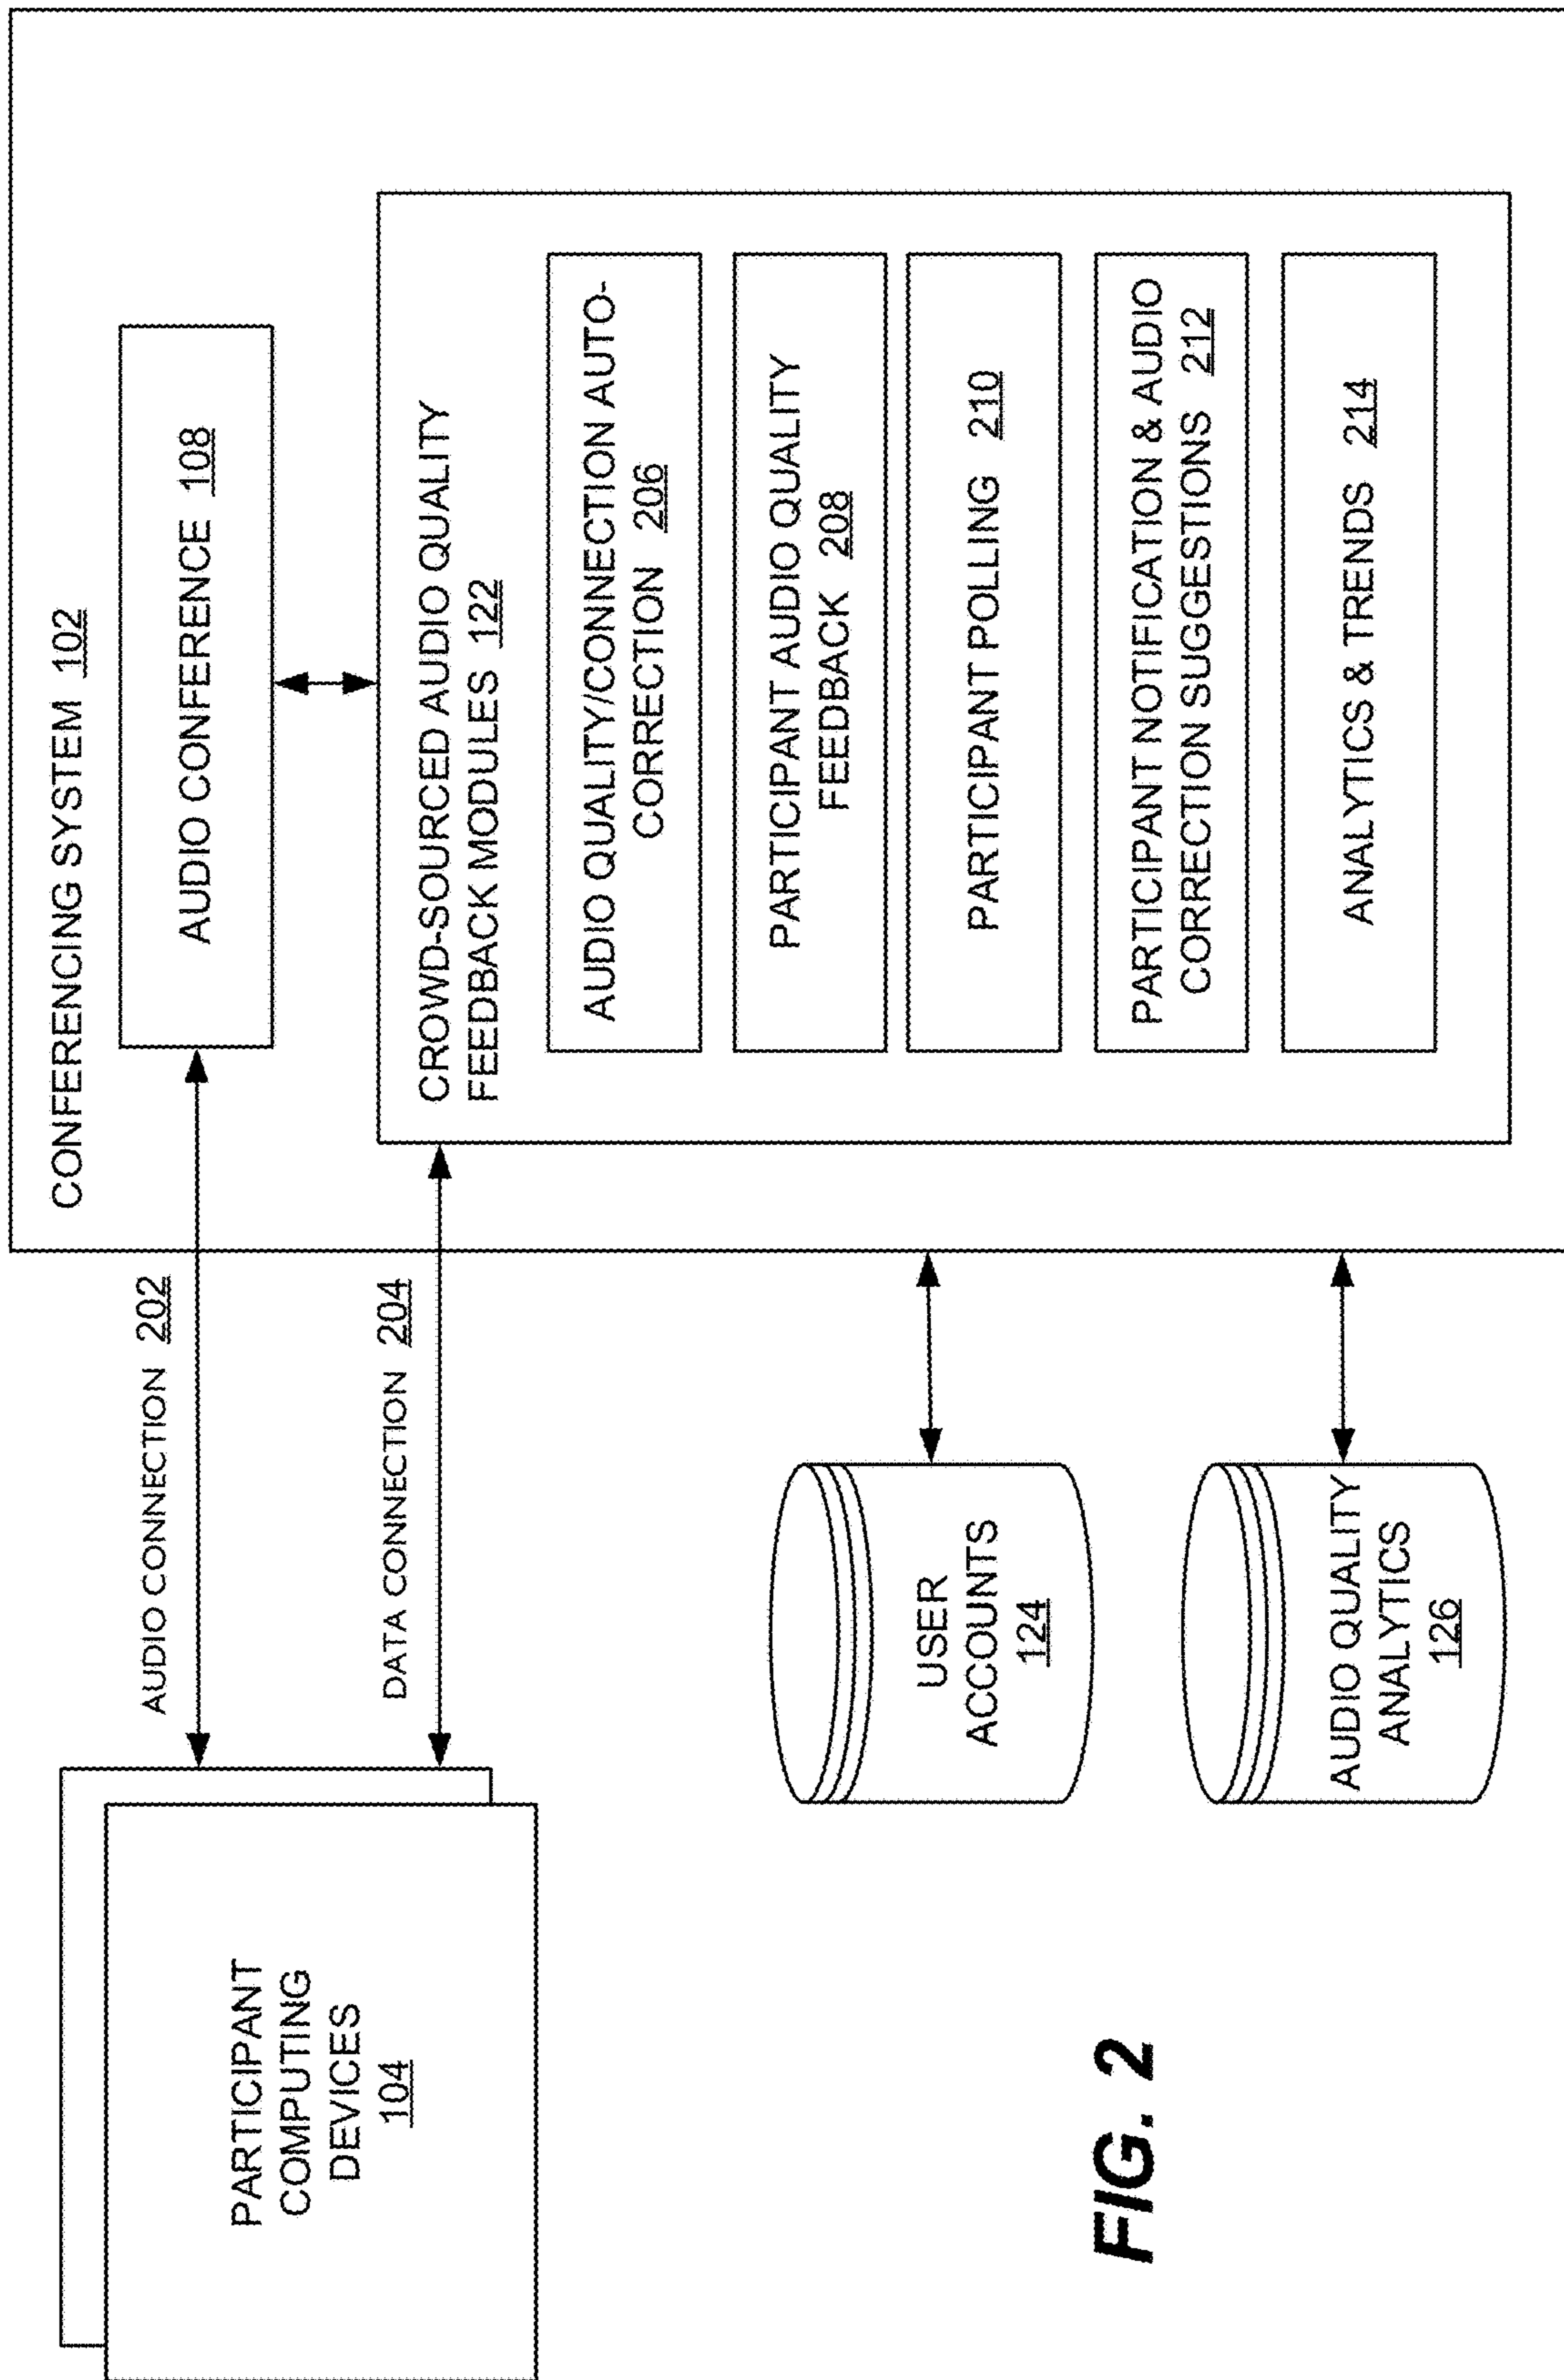 CONFERENCING SYSTEM 102
AUDIO CONFERENCE 108
AUDIO CONNECTION 202
DATA CONNECTION 204
PARTICIPANT
COMPUTING
DEVICES
104
CROWD-SOURCED AUDIO QUALITY
FEEDBACK MODULES 122
AUDIO QUALITY/CONNECTION AUTO-
CORRECTION 206
PARTICIPANT AUDIO QUALITY
FEEDBACK 208
PARTICIPANT POLLING 210
PARTICIPANT NOTIFICATION & AUDIO
CORRECTION SUGGESTIONS 212
ANALYTICS & TRENDS 214
USER
ACCOUNTS
124
AUDIO QUALITY
ANALYTICS
126
FIG. 2